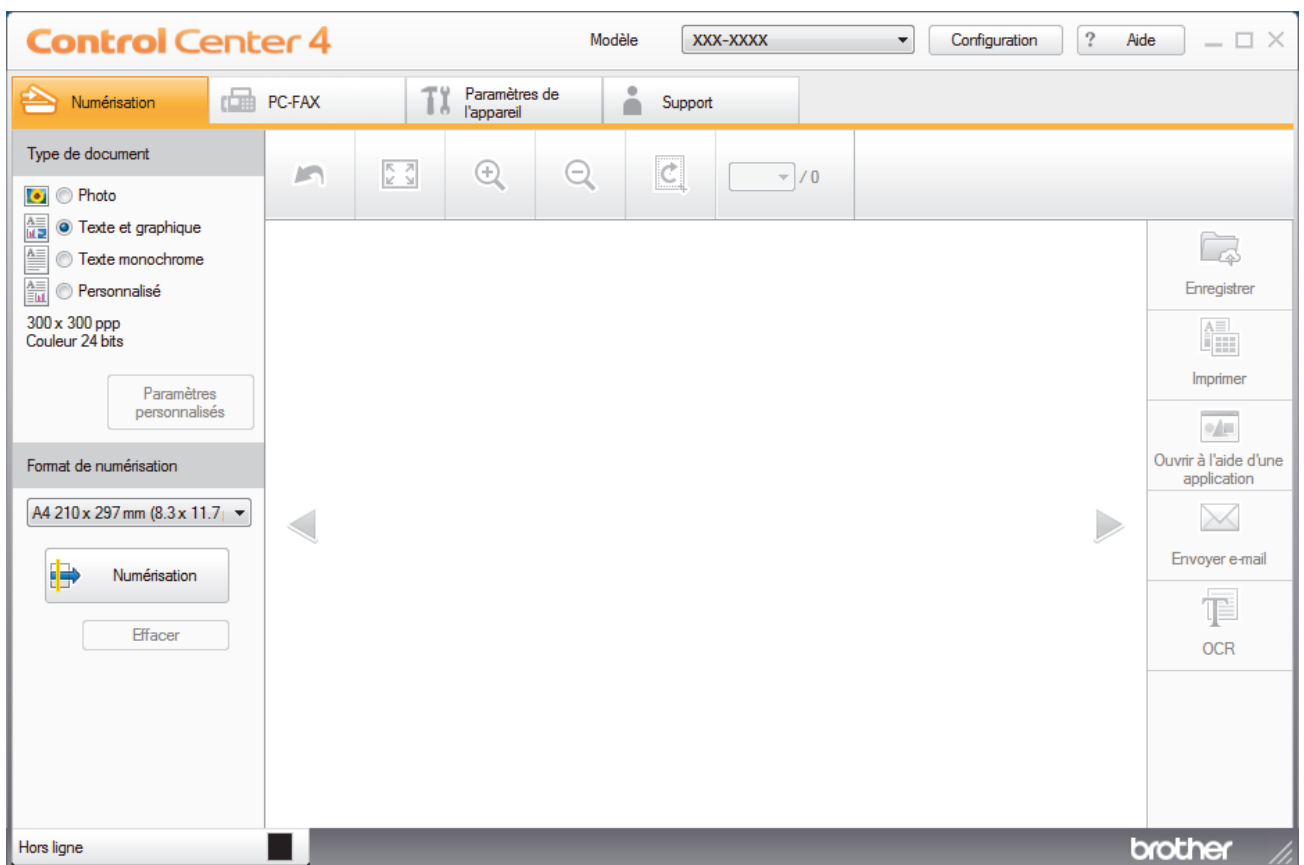 Control Center 4
Modèle
XXX-XXXX
Configuration
? Aide
Numérisation
PC-FAX
Paramètres de
l'appareil
Support
Type de document
/ 0
Photo
Texte et graphique
Texte monochrome
Personnalisé
300 x 300 ppp
Couleur 24 bits
Paramètres
personnalisés
Format de numérisation
A4 210 x 297 mm (8.3 x 11.7
Numérisation
Effacer
Enregistrer
Imprimer
Ouvrir à l'aide d'une
application
Envoyer e-mail
OCR
Hors ligne
brother